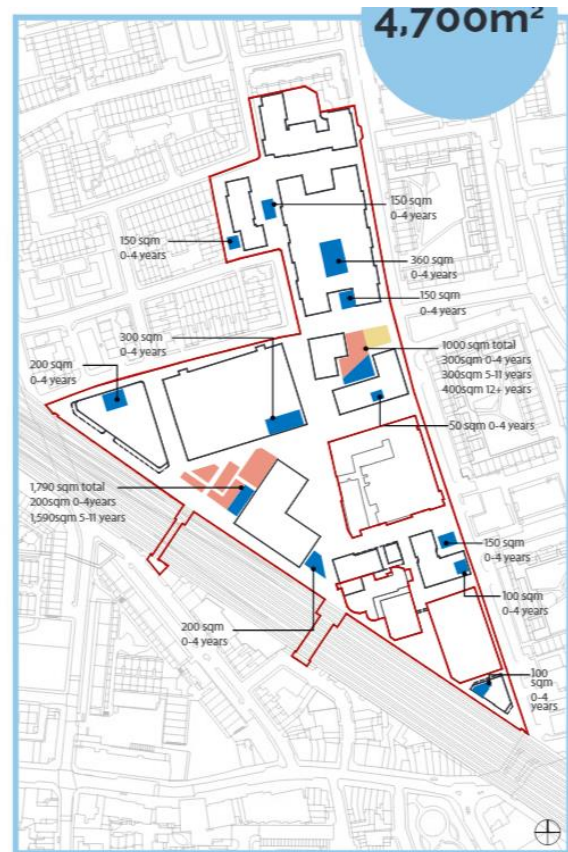 4,700m²
150 sqm
0-4 years
150 sqm
0-4 years
360 sqm
0-4 years
150 sqm
0-4 years
300 sqm
0-4 years
1000 sqm total
300sqm 0-4 years
300sqm 5-11 years
400sqm 12+ years
200 sqm
0-4 years
50 sqm 0-4 years
1,790 sqm total
200sqm 0-4years
1,590sqm 5-11 years
150 sqm
0-4 years
100 sqm
0-4 years
200 sqm
0-4 years
100
sqm
0-4
years